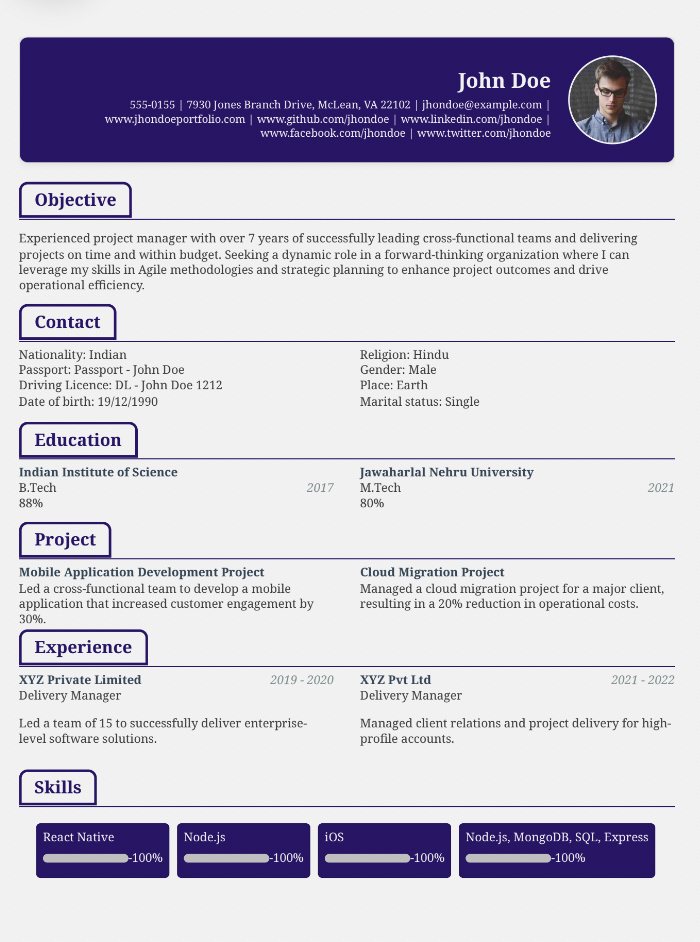 John Doe
555-0155 | 7930 Jones Branch Drive, McLean, VA 22102 | jhondoe@example.com |
www.jhondoeportfolio.com | www.github.com/jhondoe | www.linkedin.com/jhondoe |
www.facebook.com/jhondoe | www.twitter.com/jhondoe
Objective
Experienced project manager with over 7 years of successfully leading cross-functional teams and delivering
projects on time and within budget. Seeking a dynamic role in a forward-thinking organization where I can
leverage my skills in Agile methodologies and strategic planning to enhance project outcomes and drive
operational efficiency.
Contact
Nationality: Indian
Passport: Passport - John Doe
Driving Licence: DL - John Doe 1212
Date of birth: 19/12/1990
Religion: Hindu
Gender: Male
Place: Earth
Marital status: Single
Education
Indian Institute of Science
B.Tech 2017
88%
Jawaharlal Nehru University
M.Tech 2021
80%
Project
Mobile Application Development Project
Led a cross-functional team to develop a mobile
application that increased customer engagement by
30%.
Cloud Migration Project
Managed a cloud migration project for a major client,
resulting in a 20% reduction in operational costs.
Experience
XYZ Private Limited 2019 - 2020
Delivery Manager
Led a team of 15 to successfully deliver enterprise-
level software solutions.
XYZ Pvt Ltd 2021 - 2022
Delivery Manager
Managed client relations and project delivery for high-
profile accounts.
Skills
React Native
-100%
Node.js
-100%
iOS
-100%
Node.js, MongoDB, SQL, Express
-100%